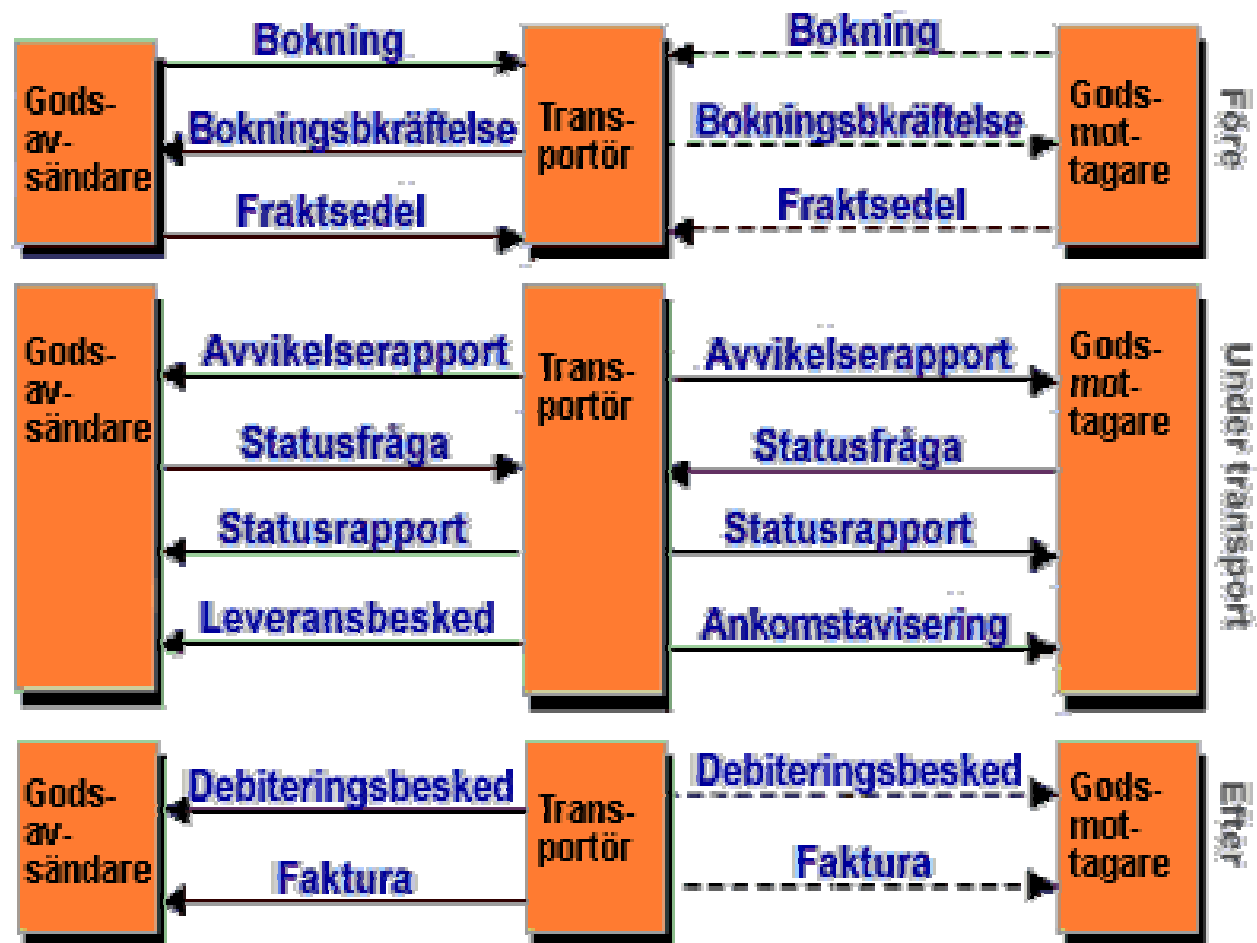 Bokning
Bokning
Gods-
av-
sändare
Trans-
portör
Gods-
mot-
tagare
Före
Bokningsbkräftelse
Bokningsbkräftelse
Fraktsedel
Fraktsedel
Gods-
av-
sändare
Trans-
portör
Gods-
mot-
tagare
Under transport
Avvikelserapport
Avvikelserapport
Statusfråga
Statusfråga
Statusrapport
Statusrapport
Leveransbesked
Ankomstavisering
Gods-
av-
sändare
Trans-
portör
Gods-
mot-
tagare
Efter
Debiteringsbesked
Debiteringsbesked
Faktura
Faktura